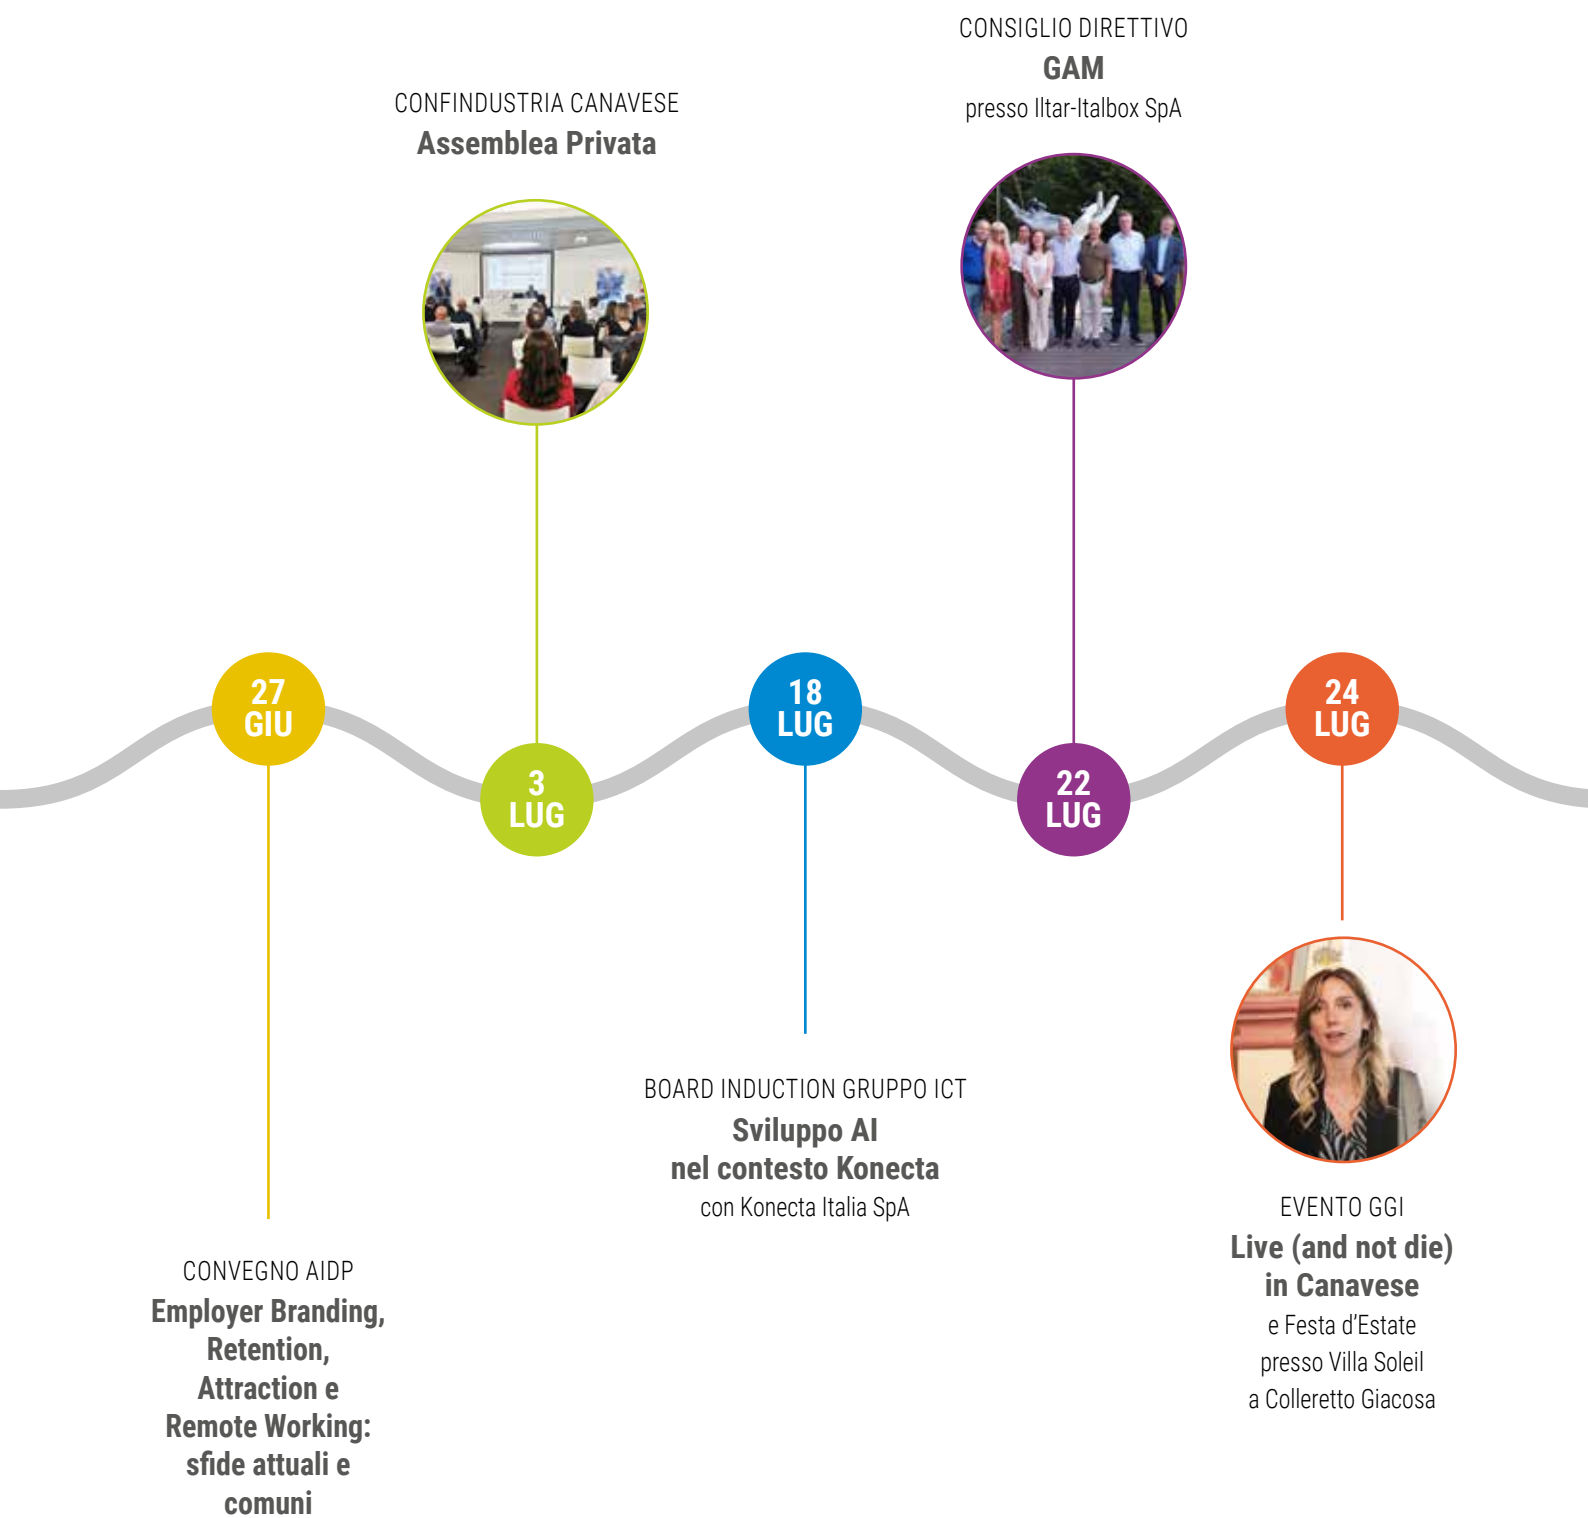 CONSIGLIO DIRETTIVO
GAM
presso Iltar-Italbox SpA
CONFINDUSTRIA CANAVESE
Assemblea Privata
27
GIU
3
LUG
18
LUG
22
LUG
24
LUG
BOARD INDUCTION GRUPPO ICT
Sviluppo AI
nel contesto Konecta
con Konecta Italia SpA
EVENTO GGI
Live (and not die)
in Canavese
e Festa d'Estate
presso Villa Soleil
a Colleretto Giacosa
CONVEGNO AIDP
Employer Branding,
Retention,
Attraction e
Remote Working:
sfide attuali e
comuni